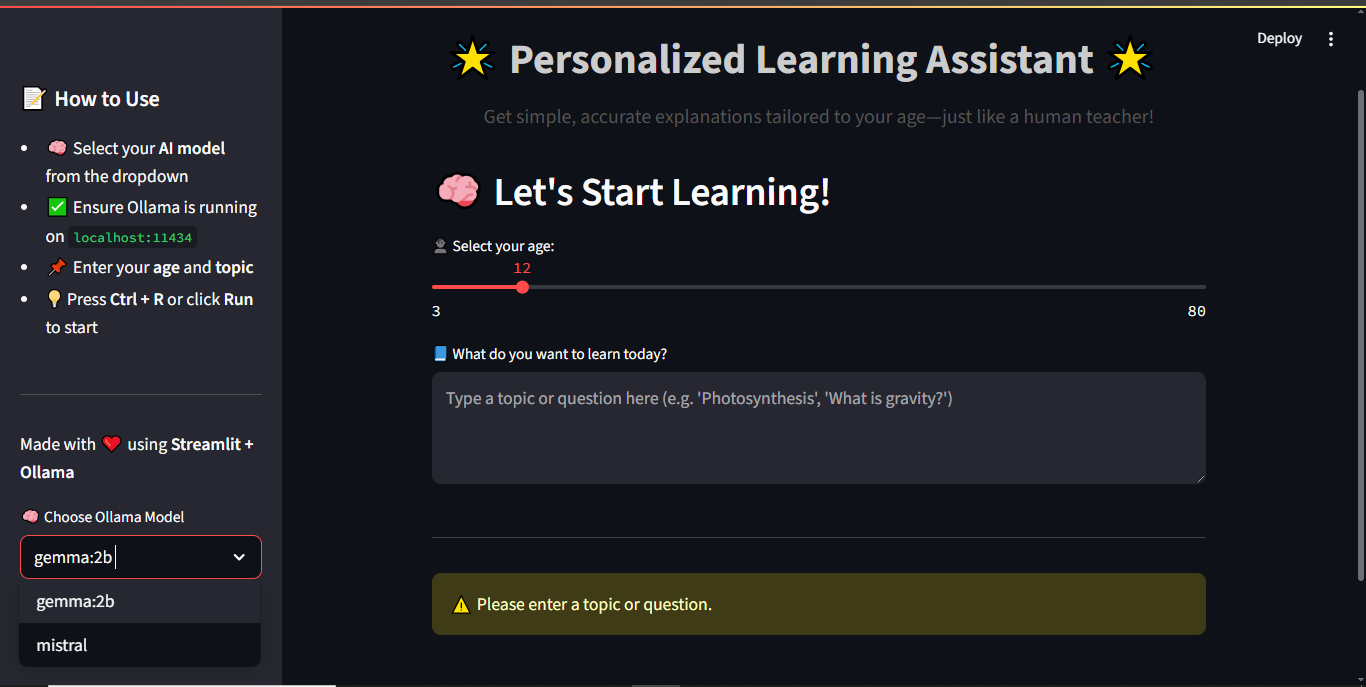 📝 How to Use
• 🧠 Select your AI model
from the dropdown
• ✅ Ensure Ollama is running
on localhost:11434
• 📌 Enter your age and topic
• 💡 Press Ctrl + R or click Run
to start
Made with ❤️ using Streamlit +
Ollama
🧠 Choose Ollama Model
gemma:2b
gemma:2b
mistral
Deploy
🌟 Personalized Learning Assistant 🌟
Get simple, accurate explanations tailored to your age—just like a human teacher!
🧠 Let's Start Learning!
Select your age:
12
3
80
📘 What do you want to learn today?
Type a topic or question here (e.g. 'Photosynthesis', 'What is gravity?')
⚠️ Please enter a topic or question.